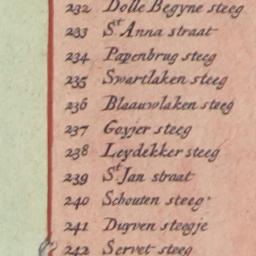 232 Dolle Begyne steeg
233 St Anna straat
234 Papenbrug steeg
235 Swartlaken steeg
236 Blaauwlaken steeg
237 Goyjer steeg
238 Leydekker steeg
239 St Jan straat
240 Schouten steeg
241 Duyven steegje
242 Servet steeg